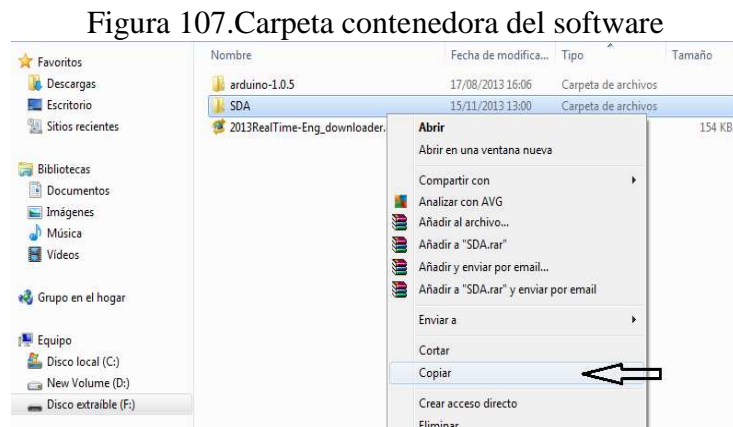 Figura 107.Carpeta contenedora del software
Nombre Fecha de modifica... Tipo Tamaño
Favoritos
Descargas
Escritorio
Sitios recientes
Bibliotecas
Documentos
Imágenes
Música
Vídeos
Grupo en el hogar
Equipo
Disco local (C:)
New Volume (D:)
Disco extraíble (F:)
arduino-1.0.5 17/08/2013 16:06 Carpeta de archivos
SDA 15/11/2013 13:00 Carpeta de archivos
2013RealTime-Eng_downloader. 154 KB
Abrir
Abrir en una ventana nueva
Compartir con
Analizar con AVG
Añadir al archivo...
Añadir a "SDA.rar"
Añadir y enviar por email...
Añadir a "SDA.rar" y enviar por email
Enviar a
Cortar
Copiar
Crear acceso directo
Eliminar